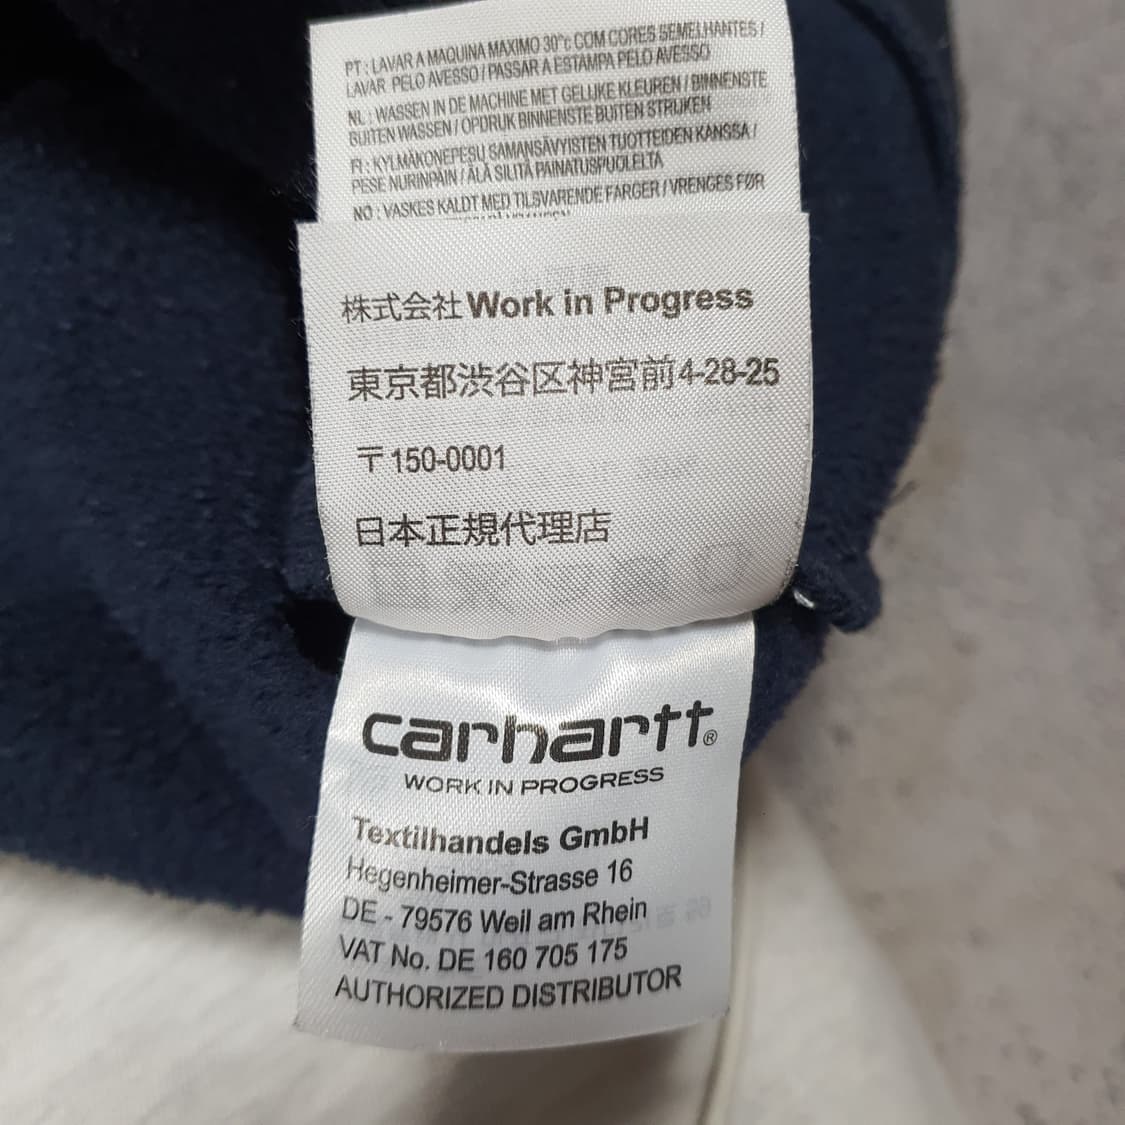 PT : LAVAR A MAQUINA MAXIMO 30°c COM CORES SEMELHANTES /
LAVAR PELO AVESSO / PASSAR A ESTAMPA PELO AVESSO
NL : WASSEN IN DE MACHINE MET GELIJKE KLEUREN / BINNENSTE
BUITEN WASSEN / OPDRUK BINNENSTE BUITEN STRIJKEN
FI : KYLMÄKONEPESU SAMANSÄVYISTEN TUOTTEIDEN KANSSA /
PESE NURINPAIN / ÄLÄ SILITÄ PAINATUSPUOLELTA
NO : VASKES KALDT MED TILSVARENDE FARGER / VRENGES FØR
株式会社Work in Progress
東京都渋谷区神宮前4-28-25
〒150-0001
日本正規代理店
carhartt®
WORK IN PROGRESS
Textilhandels GmbH
Hegenheimer-Strasse 16
DE - 79576 Weil am Rhein
VAT No. DE 160 705 175
AUTHORIZED DISTRIBUTOR